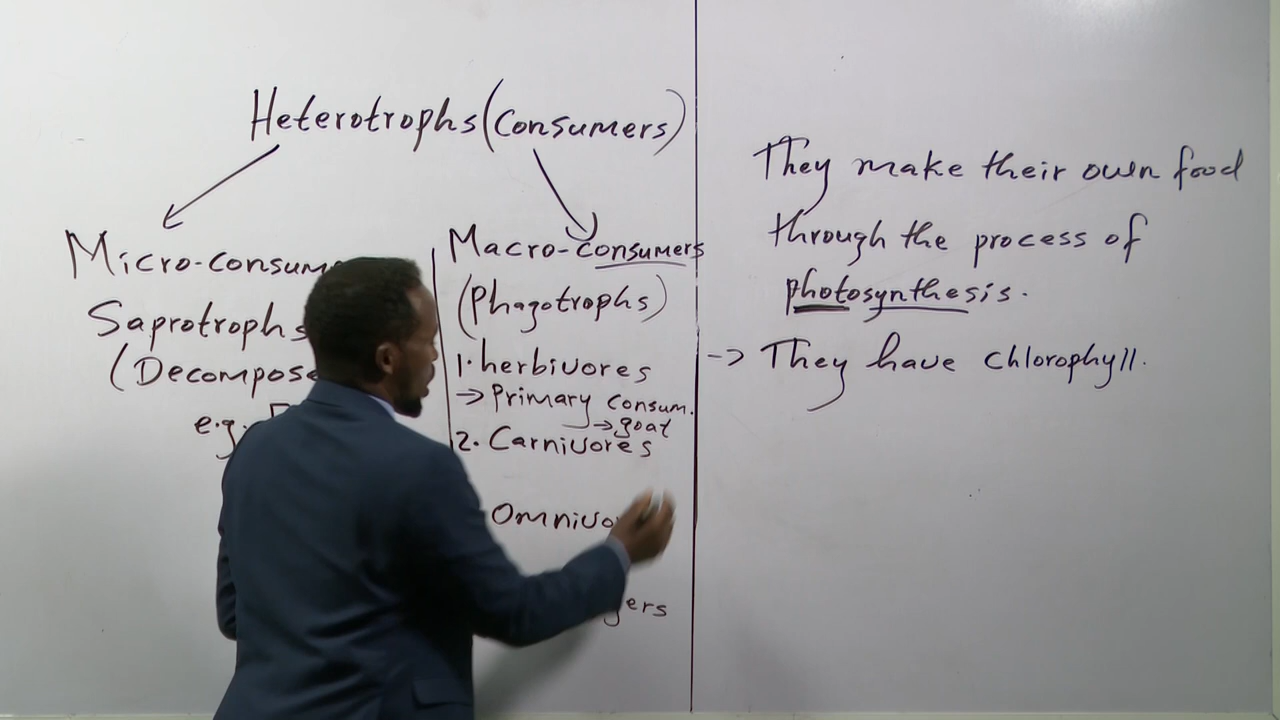 Heterotrophs (Consumers)
Micro-consum
Saprotrophs
(Decompose
e.g.
Macro-consumers
(Phagotrophs)
1. herbivores
→ Primary consum.
→ goat
2. Carnivores
Omnivo
gers
They make their own food
through the process of
photosynthesis.
→ They have chlorophyll.